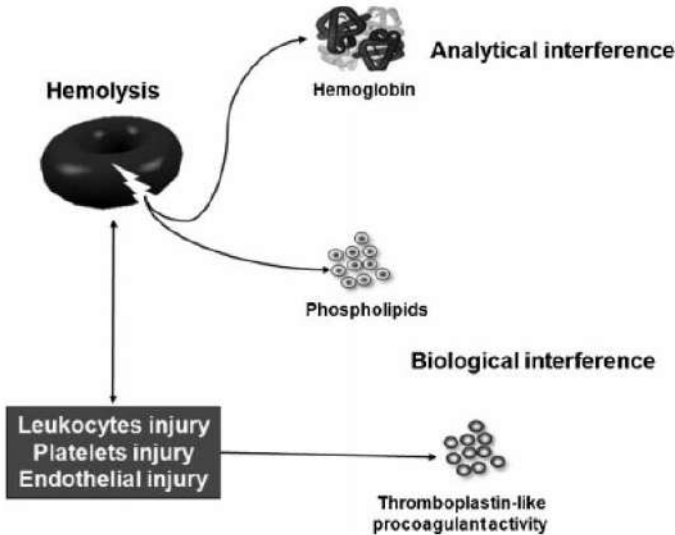 Analytical interference
Hemoglobin
Hemolysis
Phospholipids
Biological interference
Leukocytes injury
Platelets injury
Endothelial injury
Thromboplastin-like
procoagulant activity